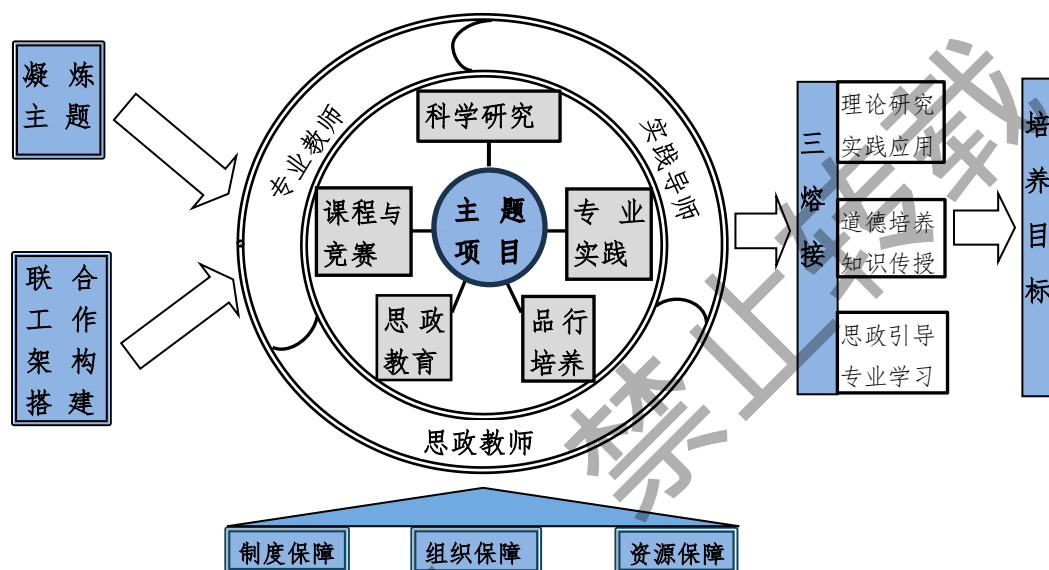 凝炼
主题
联合
工作
架构
搭建
专业教师
实践导师
思政教师
科学研究
课程与
竞赛
主题
项目
专业
实践
思政
教育
品行
培养
三
熔
接
理论研究
实践应用
道德培养
知识传授
思政引导
专业学习
培
养
目
标
制度保障
组织保障
资源保障
禁止转载